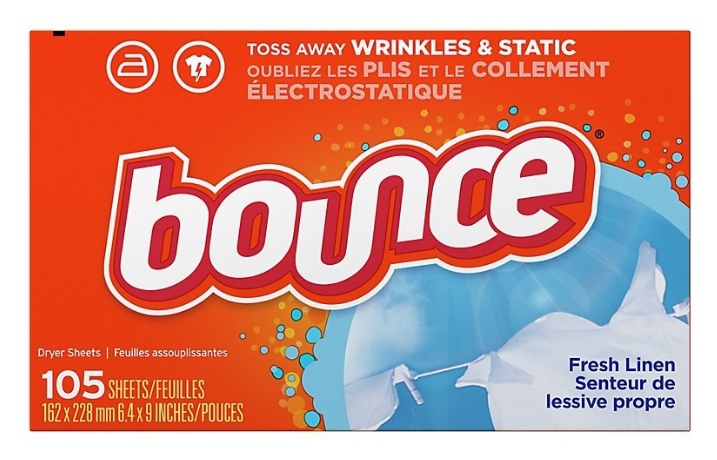 TOSS AWAY WRINKLES & STATIC
OUBLIEZ LES PLIS ET LE COLLEMENT
ÉLECTROSTATIQUE
bounce®
Dryer Sheets | Feuilles assouplissantes
105 SHEETS/FEUILLES
162 x 228 mm 6.4 x 9 INCHES/POUCES
Fresh Linen
Senteur de
lessive propre